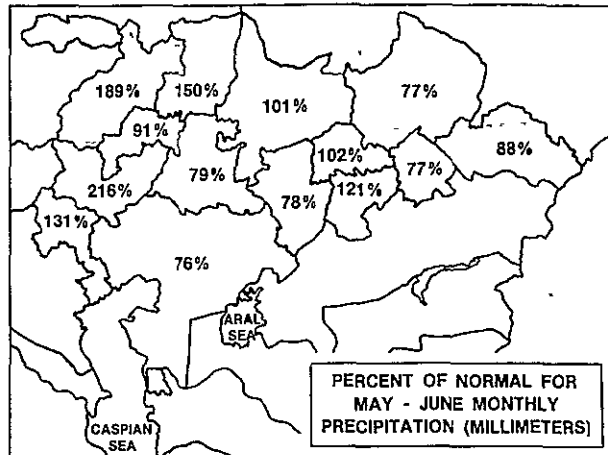 189%
150%
101%
77%
91%
102%
88%
216%
79%
77%
78%
121%
131%
76%
ARAL
SEA
CASPIAN
SEA
PERCENT OF NORMAL FOR
MAY - JUNE MONTHLY
PRECIPITATION (MILLIMETERS)